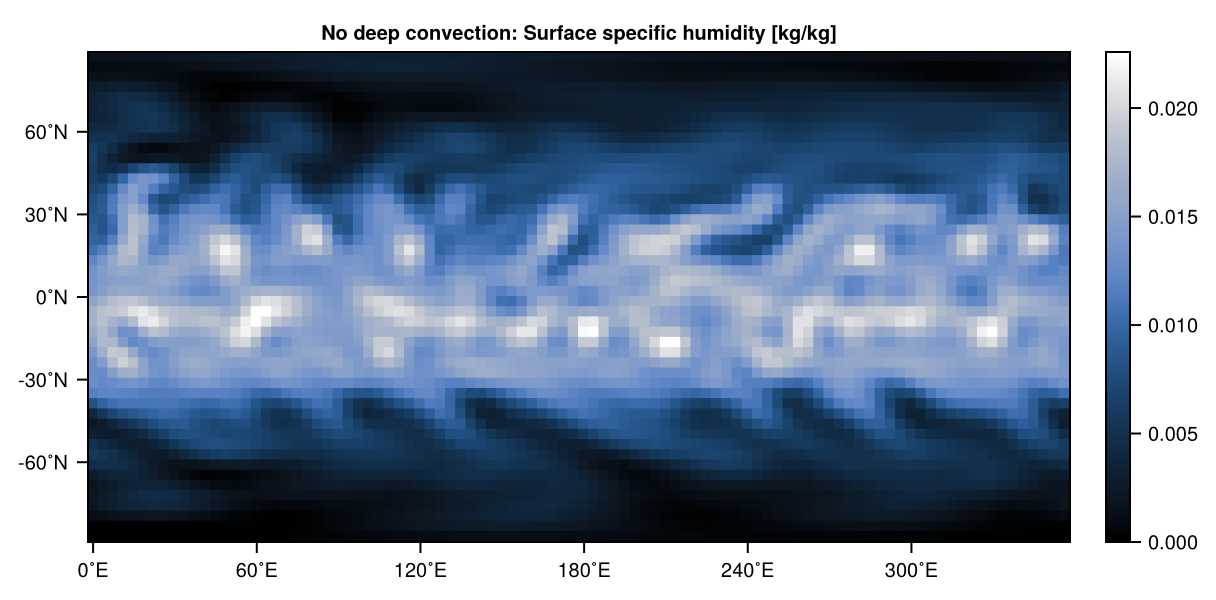 No deep convection: Surface specific humidity [kg/kg]
60˚N
30˚N
0˚N
-30˚N
-60˚N
0˚E
60˚E
120˚E
180˚E
240˚E
300˚E
0.020
0.015
0.010
0.005
0.000